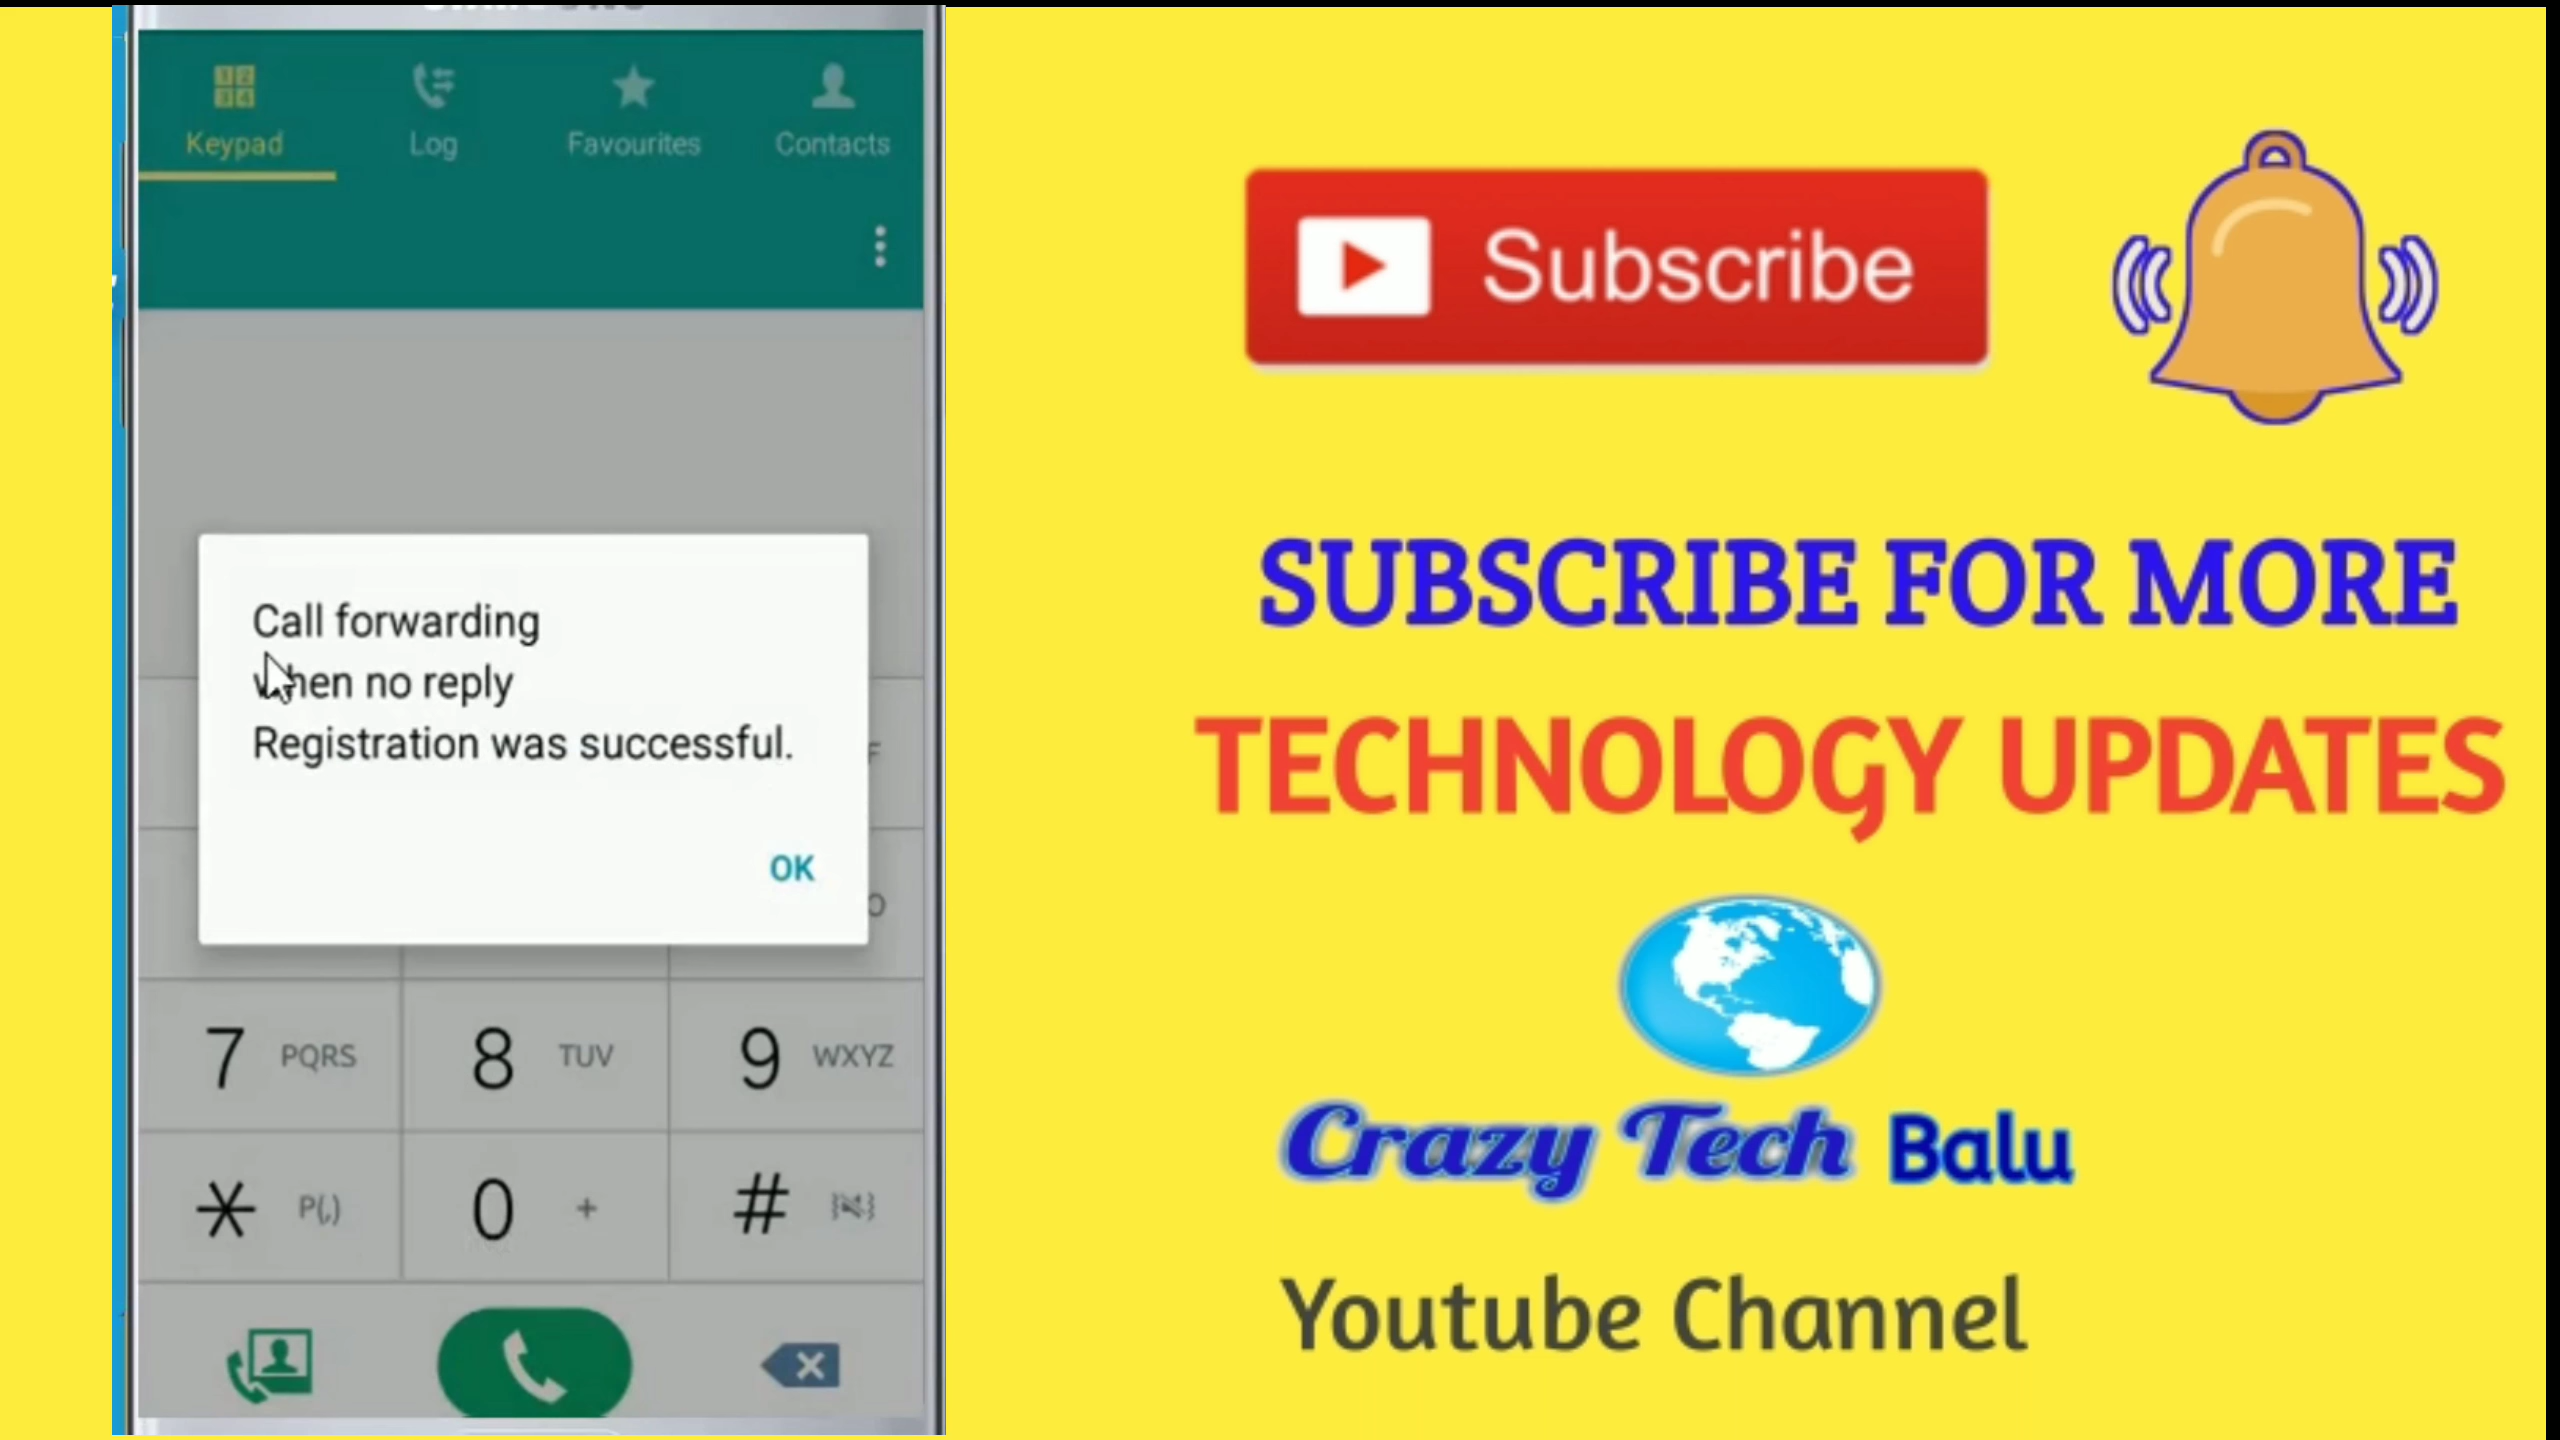 Keypad
Log
Favourites
Contacts
Call forwarding
when no reply
Registration was successful.
OK
7 PQRS
8 TUV
9 WXYZ
* P(,)
0 +
#
Subscribe
SUBSCRIBE FOR MORE
TECHNOLOGY UPDATES
Crazy Tech Balu
Youtube Channel